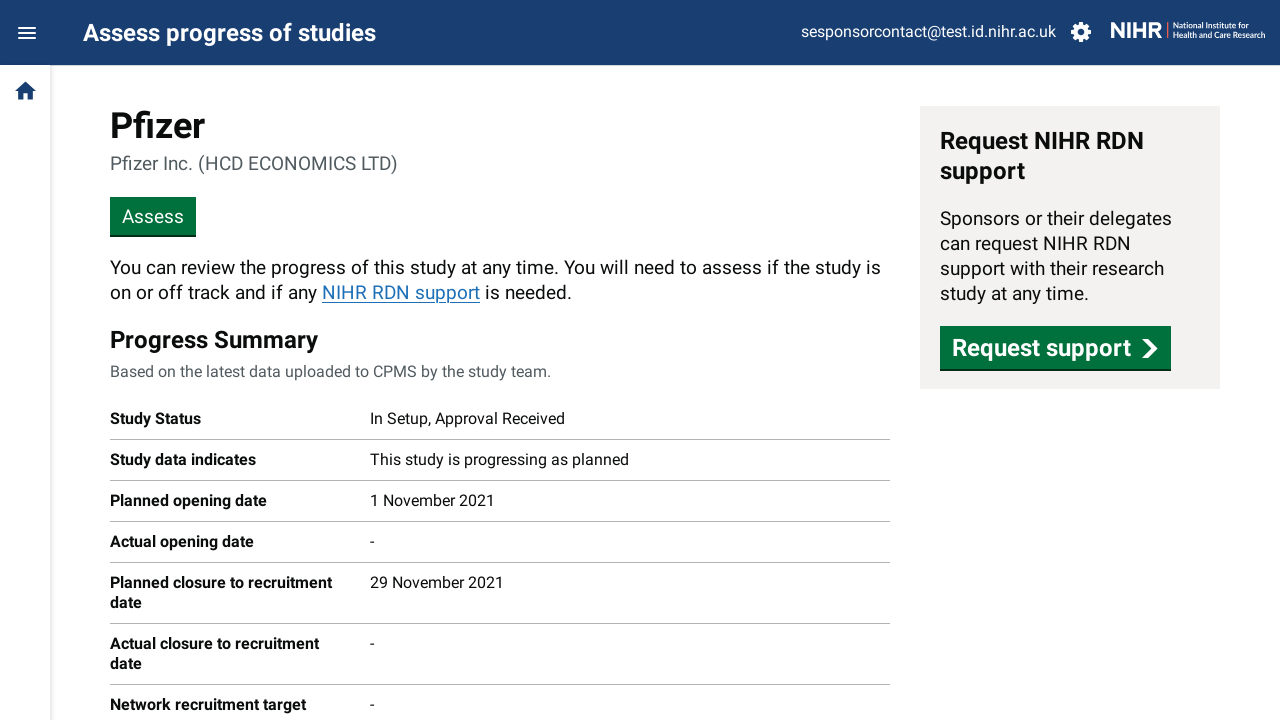 Assess progress of studies
sesponsorcontact@test.id.nihr.ac.uk
NIHR | National Institute for
Health and Care Research
Pfizer
Pfizer Inc. (HCD ECONOMICS LTD)
Assess
You can review the progress of this study at any time. You will need to assess if the study is
on or off track and if any NIHR RDN support is needed.
Progress Summary
Based on the latest data uploaded to CPMS by the study team.
Study Status In Setup, Approval Received
Study data indicates This study is progressing as planned
Planned opening date 1 November 2021
Actual opening date -
Planned closure to recruitment 29 November 2021
date
Actual closure to recruitment -
date
Network recruitment target -
Request NIHR RDN
support
Sponsors or their delegates
can request NIHR RDN
support with their research
study at any time.
Request support